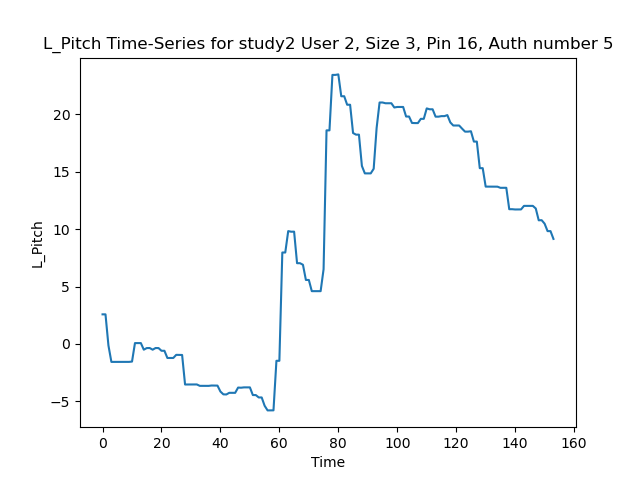 L_Pitch Time-Series for study2 User 2, Size 3, Pin 16, Auth number 5
20
15
10
5
0
−5
L_Pitch
0 20 40 60 80 100 120 140 160
Time